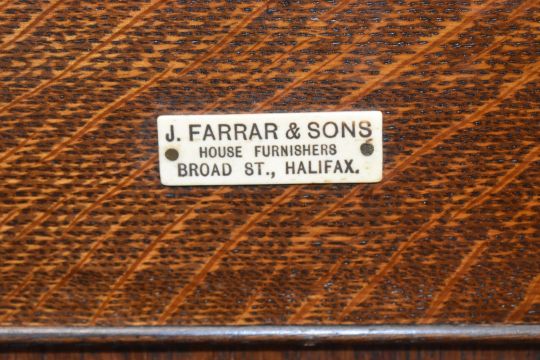 J. FARRAR & SONS
HOUSE FURNISHERS
BROAD ST., HALIFAX.